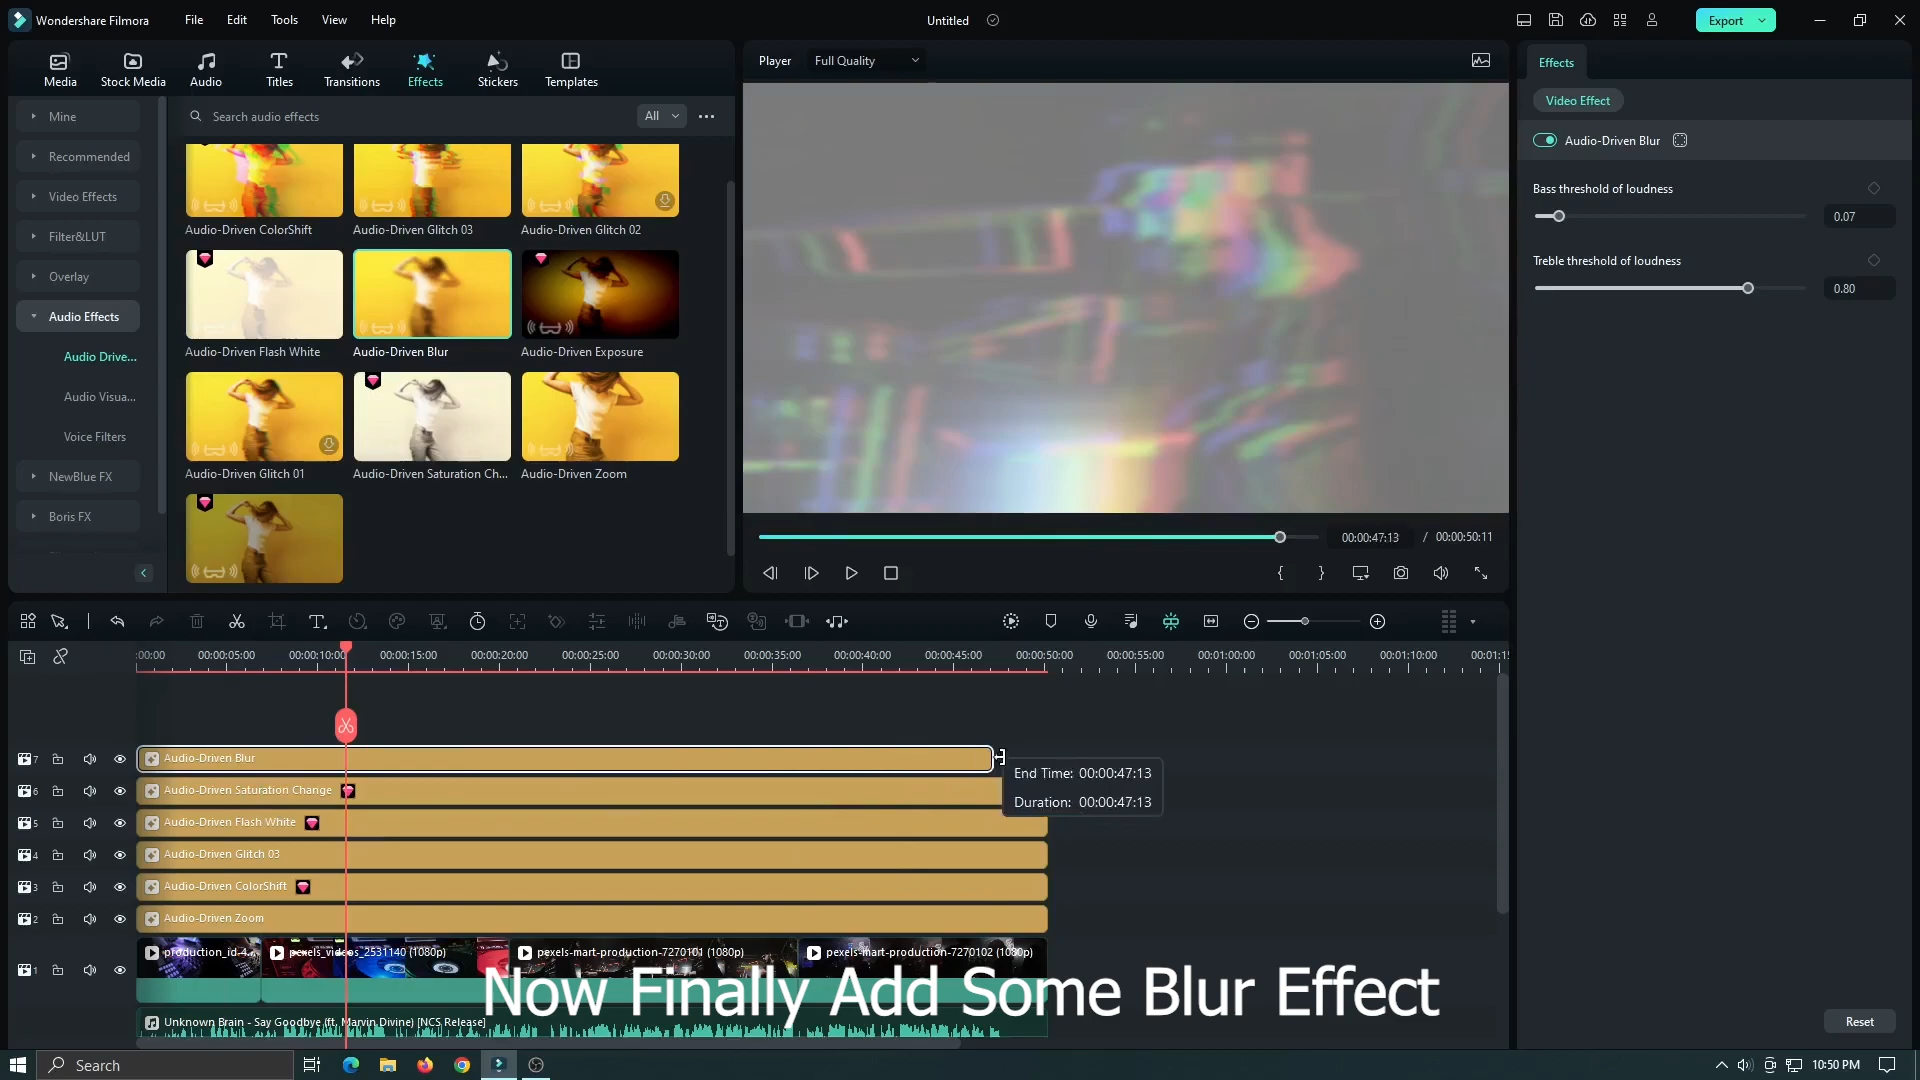 Wondershare Filmora
File
Edit
Tools
View
Help
Untitled
Export
Media
Stock Media
Audio
Titles
Transitions
Effects
Stickers
Templates
Player
Full Quality
Effects
Video Effect
Audio-Driven Blur
Bass threshold of loudness
0.07
Treble threshold of loudness
0.80
Reset
Mine
Recommended
Video Effects
Filter&LUT
Overlay
Audio Effects
Audio Drive...
Audio Visua...
Voice Filters
NewBlue FX
Boris FX
Search audio effects
All
Audio-Driven ColorShift
Audio-Driven Glitch 03
Audio-Driven Glitch 02
Audio-Driven Flash White
Audio-Driven Blur
Audio-Driven Exposure
Audio-Driven Glitch 01
Audio-Driven Saturation Ch...
Audio-Driven Zoom
00:00:47:13 / 00:00:50:11
:00:00
00:00:05:00
00:00:10:00
00:00:15:00
00:00:20:00
00:00:25:00
00:00:30:00
00:00:35:00
00:00:40:00
00:00:45:00
00:00:50:00
00:00:55:00
00:01:00:00
00:01:05:00
00:01:10:00
00:01:15
7
Audio-Driven Blur
End Time: 00:00:47:13
Duration: 00:00:47:13
6
Audio-Driven Saturation Change
5
Audio-Driven Flash White
4
Audio-Driven Glitch 03
3
Audio-Driven ColorShift
2
Audio-Driven Zoom
1
production_id-4...
pexels_videos_2531140 (1080p)
pexels-mart-production-7270101 (1080p)
pexels-mart-production-7270102 (1080p)
Now Finally Add Some Blur Effect
Unknown Brain - Say Goodbye (ft. Marvin Divine) [NCS Release]
Search
10:50 PM